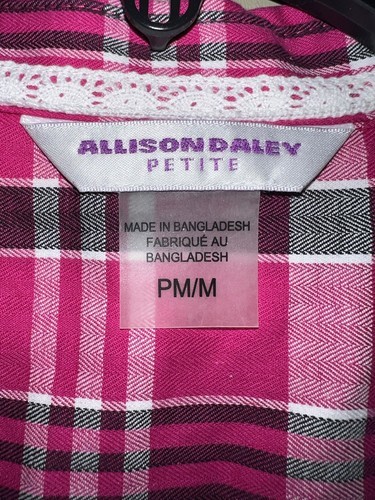 ALLISON DALEY
PETITE
MADE IN BANGLADESH
FABRIQUÉ AU
BANGLADESH
PM/M